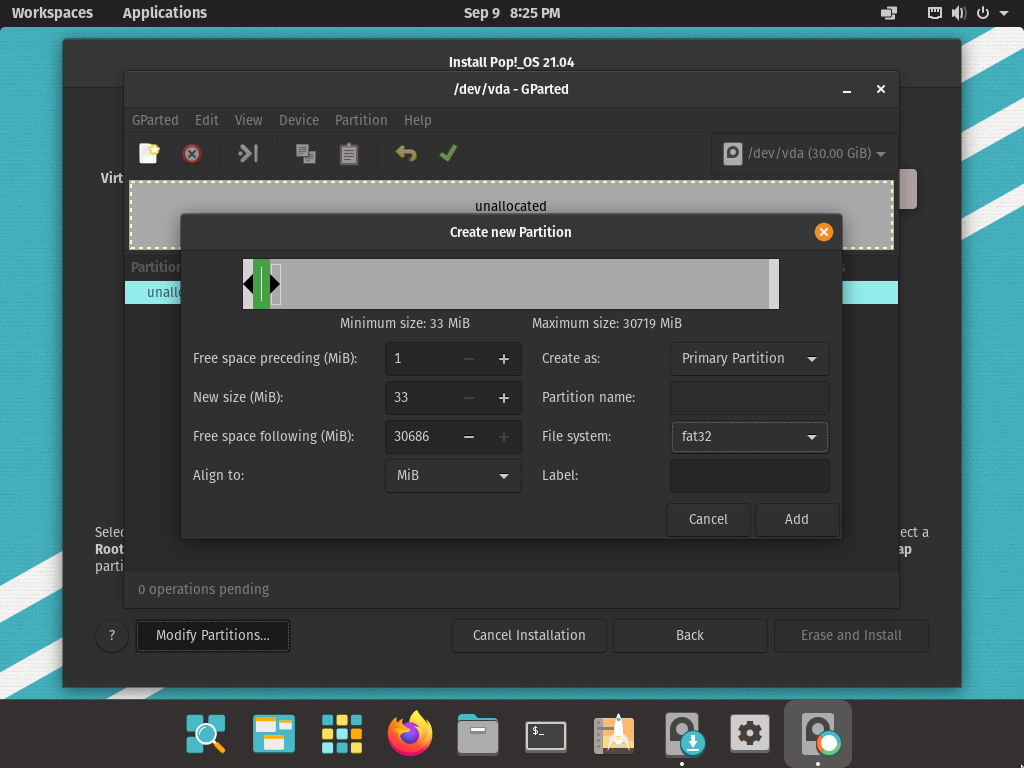 Workspaces Applications Sep 9 8:25 PM
Install Pop!_OS 21.04
/dev/vda - GParted
GParted Edit View Device Partition Help
/dev/vda (30.00 GiB)
Virt
unallocated
Create new Partition
Partition
unallo
s
Minimum size: 33 MiB Maximum size: 30719 MiB
Free space preceding (MiB): 1 Create as: Primary Partition
New size (MiB): 33 Partition name:
Free space following (MiB): 30686 File system: fat32
Align to: MiB Label:
Cancel Add
Selec ect a
Root ap
parti
0 operations pending
? Modify Partitions... Cancel Installation Back Erase and Install
$_